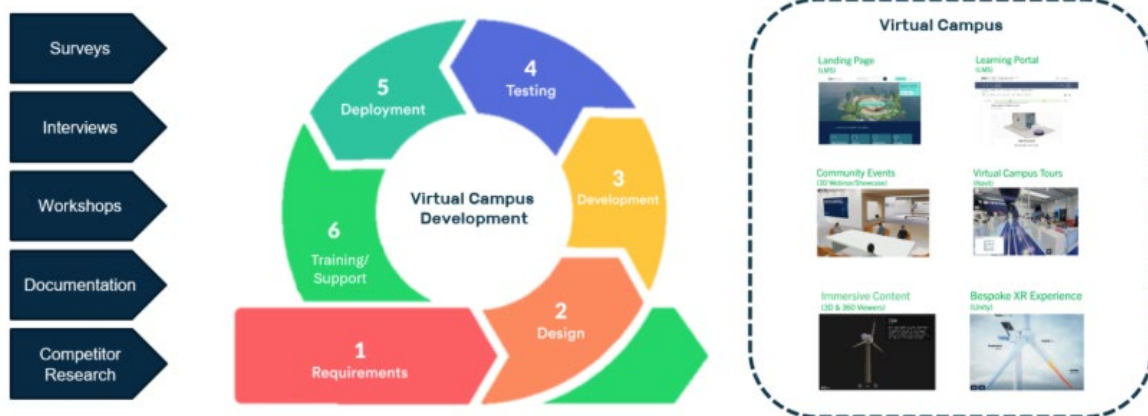 Surveys
Interviews
Workshops
Documentation
Competitor
Research
5
Deployment
4
Testing
3
Development
Virtual Campus
Development
6
Training/
Support
2
Design
1
Requirements
Virtual Campus
Landing Page
(LMS)
Learning Portal
(LMS)
Community Events
(3D Webinar/Showcase)
Virtual Campus Tours
(Navit)
Immersive Content
(3D & 360 Viewers)
Bespoke XR Experience
(Unity)